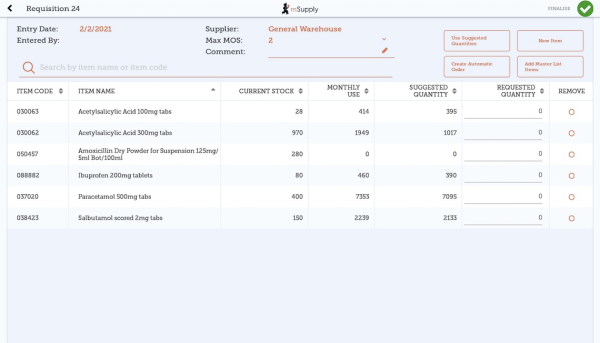 Requisition 24
mSupply
FINALISE
Entry Date: 2/2/2021
Supplier: General Warehouse
Entered By:
Max MOS: 2
Comment:
Use Suggested Quantities
New Item
Create Automatic Order
Add Master List Items
Search by item name or item code
ITEM CODE ITEM NAME CURRENT STOCK MONTHLY USE SUGGESTED QUANTITY REQUESTED QUANTITY REMOVE
030063 Acetylsalicylic Acid 100mg tabs 28 414 395 0
030062 Acetylsalicylic Acid 300mg tabs 970 1949 1017 0
050457 Amoxicillin Dry Powder for Suspension 125mg/
5ml Bot/100ml 280 0 0 0
088882 Ibuprofen 200mg tablets 80 460 390 0
037020 Paracetamol 500mg tabs 400 7353 7095 0
038423 Salbutamol scored 2mg tabs 150 2239 2133 0